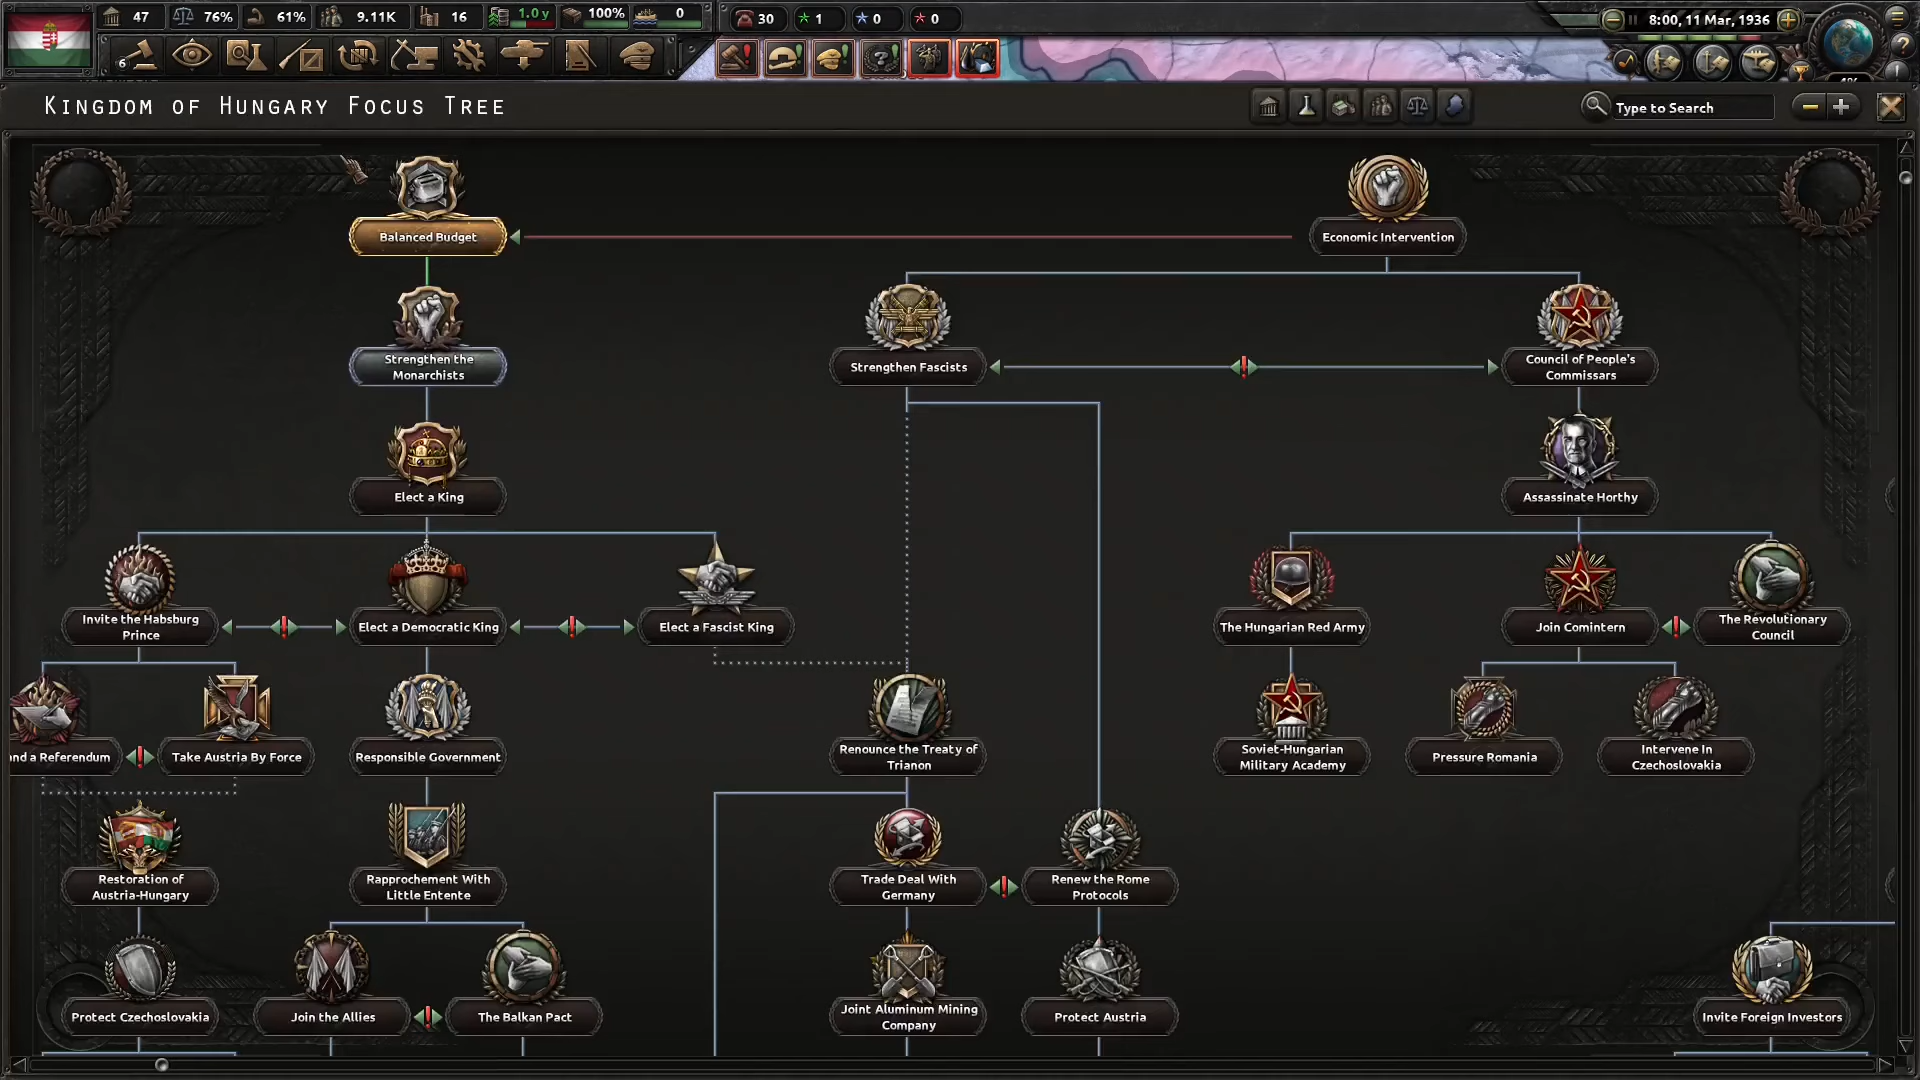 47
76%
61%
9.11K
16
1.0 y
100%
0
30
1
0
0
8:00, 11 Mar, 1936
6
Kingdom of Hungary Focus Tree
Type to Search
Balanced Budget
Economic Intervention
Strengthen the
Monarchists
Strengthen Fascists
Council of People's
Commissars
Elect a King
Assassinate Horthy
Invite the Habsburg
Prince
Elect a Democratic King
Elect a Fascist King
The Hungarian Red Army
Join Comintern
The Revolutionary
Council
nd a Referendum
Take Austria By Force
Responsible Government
Renounce the Treaty of
Trianon
Soviet-Hungarian
Military Academy
Pressure Romania
Intervene In
Czechoslovakia
Restoration of
Austria-Hungary
Rapprochement With
Little Entente
Trade Deal With
Germany
Renew the Rome
Protocols
Protect Czechoslovakia
Join the Allies
The Balkan Pact
Joint Aluminum Mining
Company
Protect Austria
Invite Foreign Investors